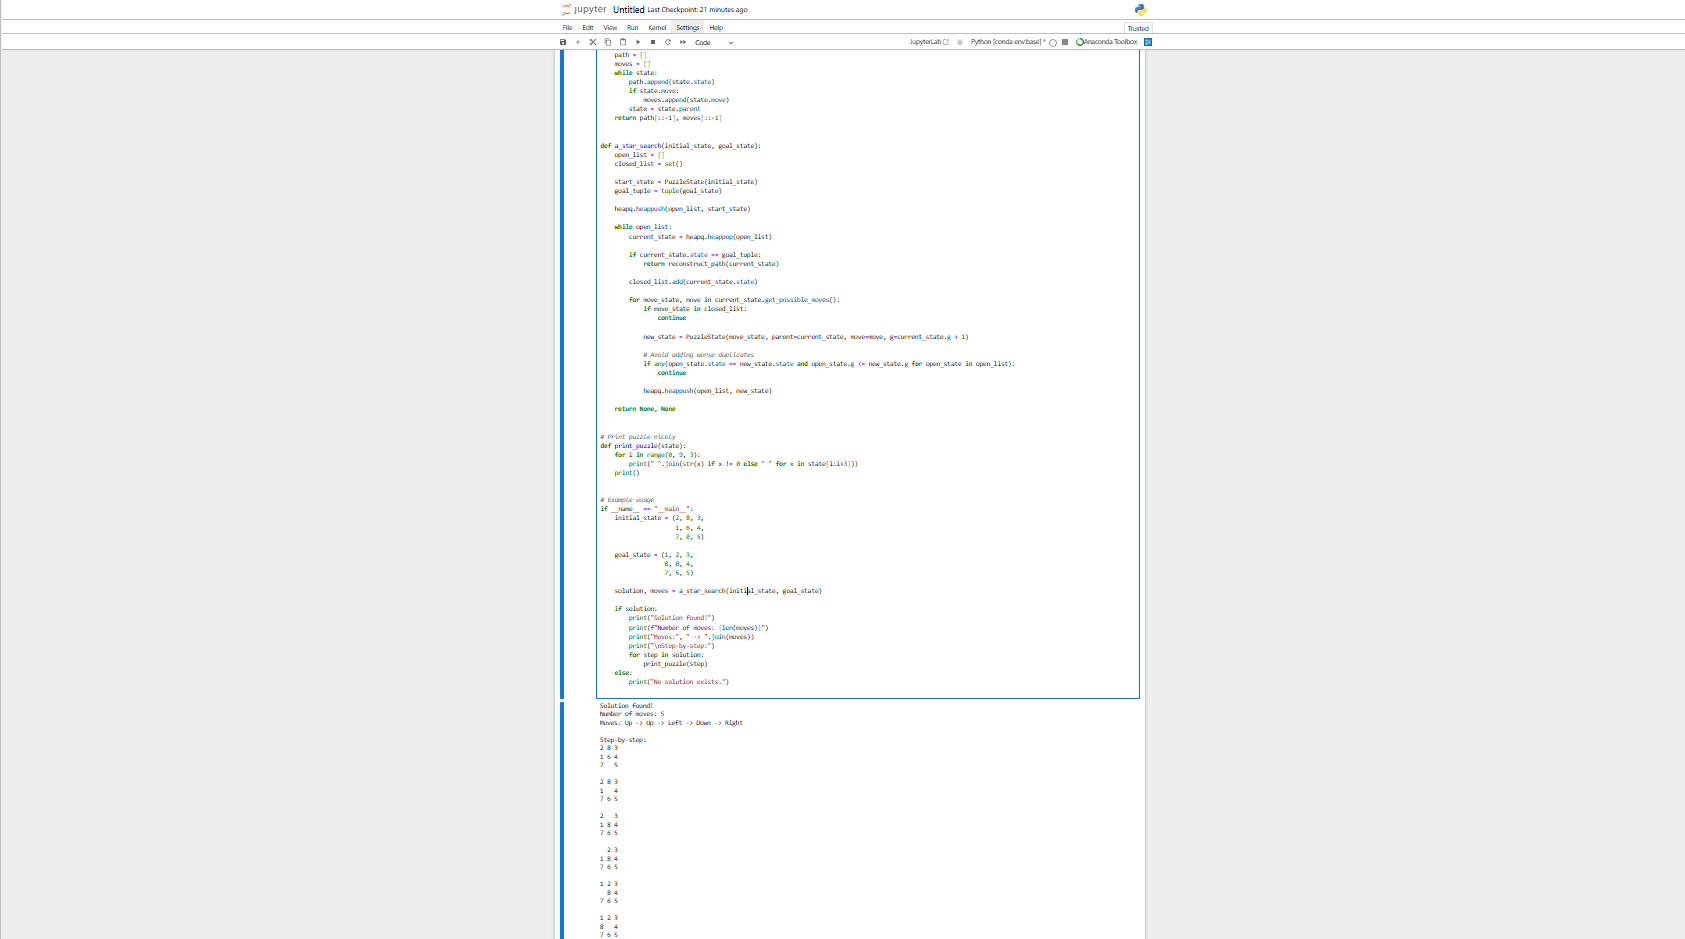 jupyter Untitled Last Checkpoint: 21 minutes ago
File Edit View Run Kernel Settings Help Trusted
Code JupyterLab Python [conda env:base] * Anaconda Toolbox
    path = []
    moves = []
    while state:
        path.append(state.state)
        if state.move:
            moves.append(state.move)
        state = state.parent
    return path[::-1], moves[::-1]
def a_star_search(initial_state, goal_state):
    open_list = []
    closed_list = set()
    start_state = PuzzleState(initial_state)
    goal_tuple = tuple(goal_state)
    heapq.heappush(open_list, start_state)
    while open_list:
        current_state = heapq.heappop(open_list)
        if current_state.state == goal_tuple:
            return reconstruct_path(current_state)
        closed_list.add(current_state.state)
        for move_state, move in current_state.get_possible_moves():
            if move_state in closed_list:
                continue
            new_state = PuzzleState(move_state, parent=current_state, move=move, g=current_state.g + 1)
            # Avoid adding worse duplicates
            if any(open_state.state == new_state.state and open_state.g <= new_state.g for open_state in open_list):
                continue
            heapq.heappush(open_list, new_state)
    return None, None
# Print puzzle nicely
def print_puzzle(state):
    for i in range(0, 9, 3):
        print(" ".join(str(x) if x != 0 else " " for x in state[i:i+3]))
    print()
# Example usage
if __name__ == "__main__":
    initial_state = (2, 8, 3,
                     1, 6, 4,
                     7, 0, 5)
    goal_state = (1, 2, 3,
                  8, 0, 4,
                  7, 6, 5)
    solution, moves = a_star_search(initial_state, goal_state)
    if solution:
        print("Solution found!")
        print(f"Number of moves: {len(moves)}")
        print("Moves:", " -> ".join(moves))
        print("\nStep-by-step:")
        for step in solution:
            print_puzzle(step)
    else:
        print("No solution exists.")
Solution found!
Number of moves: 5
Moves: Up -> Up -> Left -> Down -> Right
Step-by-step:
2 8 3
1 6 4
7   5
2 8 3
1   4
7 6 5
2   3
1 8 4
7 6 5
  2 3
1 8 4
7 6 5
1 2 3
  8 4
7 6 5
1 2 3
8   4
7 6 5